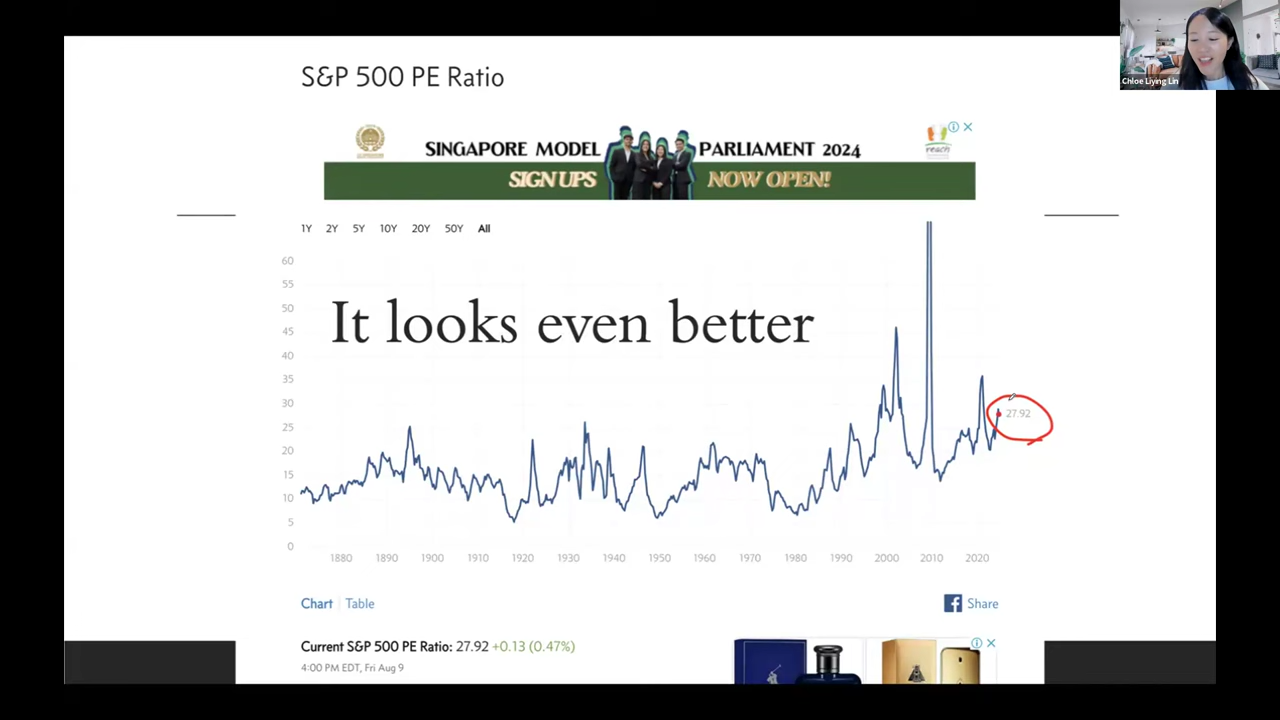 Chloe Liying Lin
S&P 500 PE Ratio
SINGAPORE MODEL PARLIAMENT 2024
SIGN UPS NOW OPEN!
reach
1Y 2Y 5Y 10Y 20Y 50Y All
60
55
50
45
40
35
30
25
20
15
10
5
0
It looks even better
27.92
1880 1890 1900 1910 1920 1930 1940 1950 1960 1970 1980 1990 2000 2010 2020
Chart Table
Share
Current S&P 500 PE Ratio: 27.92 +0.13 (0.47%)
4:00 PM EDT, Fri Aug 9